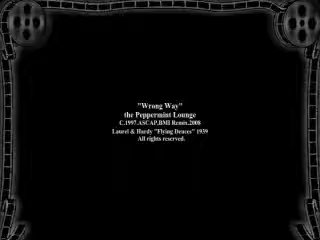 "Wrong Way"
the Peppermint Lounge
C.1997.ASCAP.BMI Remix.2008
Laurel & Hardy "Flying Deuces" 1939
All rights reserved.